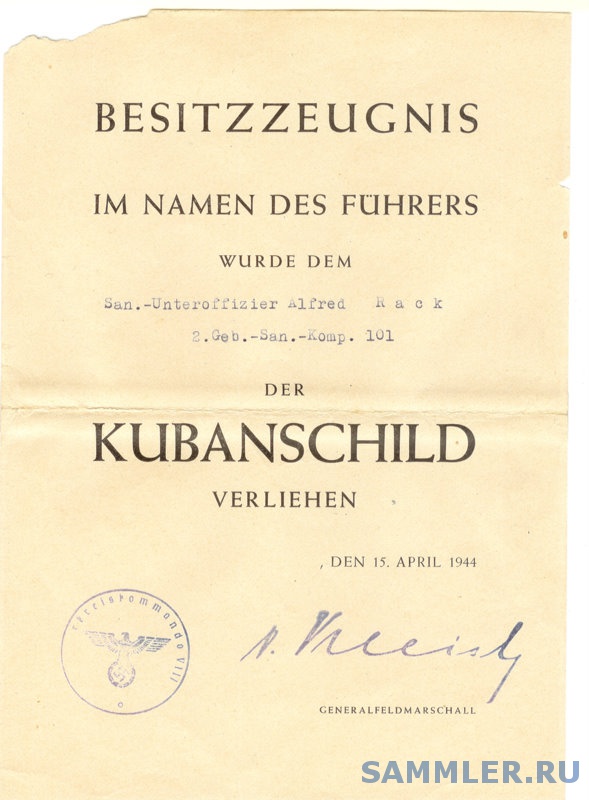 BESITZZEUGNIS
IM NAMEN DES FÜHRERS
WURDE DEM
San.-Unteroffizier Alfred Rack
2.Geb.-San.-Komp. 101
DER
KUBANSCHILD
VERLIEHEN
, DEN 15. APRIL 1944
v. Kleist
GENERALFELDMARSCHALL
SAMMLER.RU